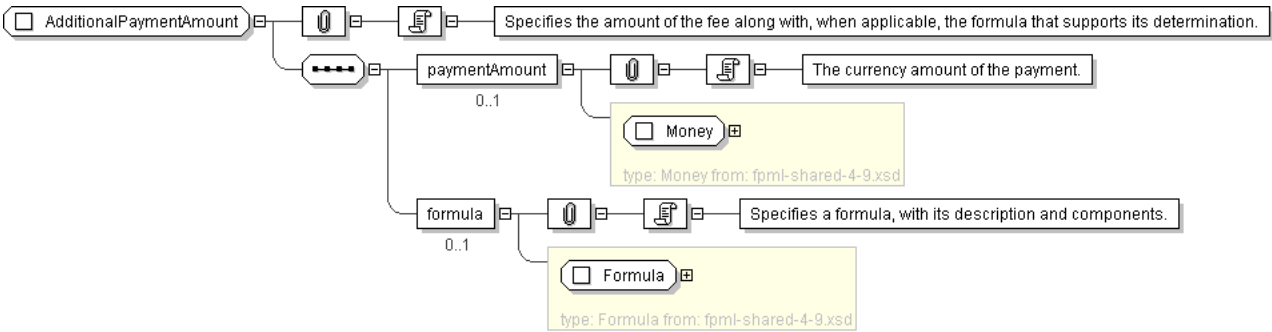 AdditionalPaymentAmount
Specifies the amount of the fee along with, when applicable, the formula that supports its determination.
paymentAmount
The currency amount of the payment.
0..1
Money
type: Money from: fpml-shared-4-9.xsd
formula
Specifies a formula, with its description and components.
0..1
Formula
type: Formula from: fpml-shared-4-9.xsd